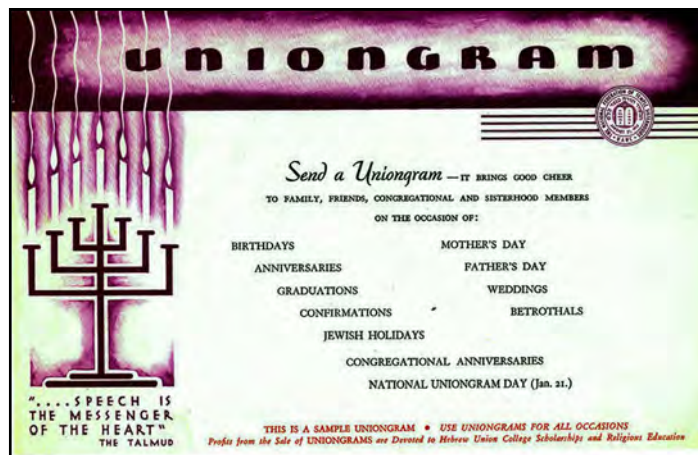 UNIONGRAM
Send a Uniongram — IT BRINGS GOOD CHEER
TO FAMILY, FRIENDS, CONGREGATIONAL AND SISTERHOOD MEMBERS
ON THE OCCASION OF:
BIRTHDAYS MOTHER'S DAY
ANNIVERSARIES FATHER'S DAY
GRADUATIONS WEDDINGS
CONFIRMATIONS BETROTHALS
JEWISH HOLIDAYS
CONGREGATIONAL ANNIVERSARIES
NATIONAL UNIONGRAM DAY (Jan. 21.)
"....SPEECH IS
THE MESSENGER
OF THE HEART"
THE TALMUD
THIS IS A SAMPLE UNIONGRAM • USE UNIONGRAMS FOR ALL OCCASIONS
Profits from the Sale of UNIONGRAMS are Devoted to Hebrew Union College Scholarships and Religious Education